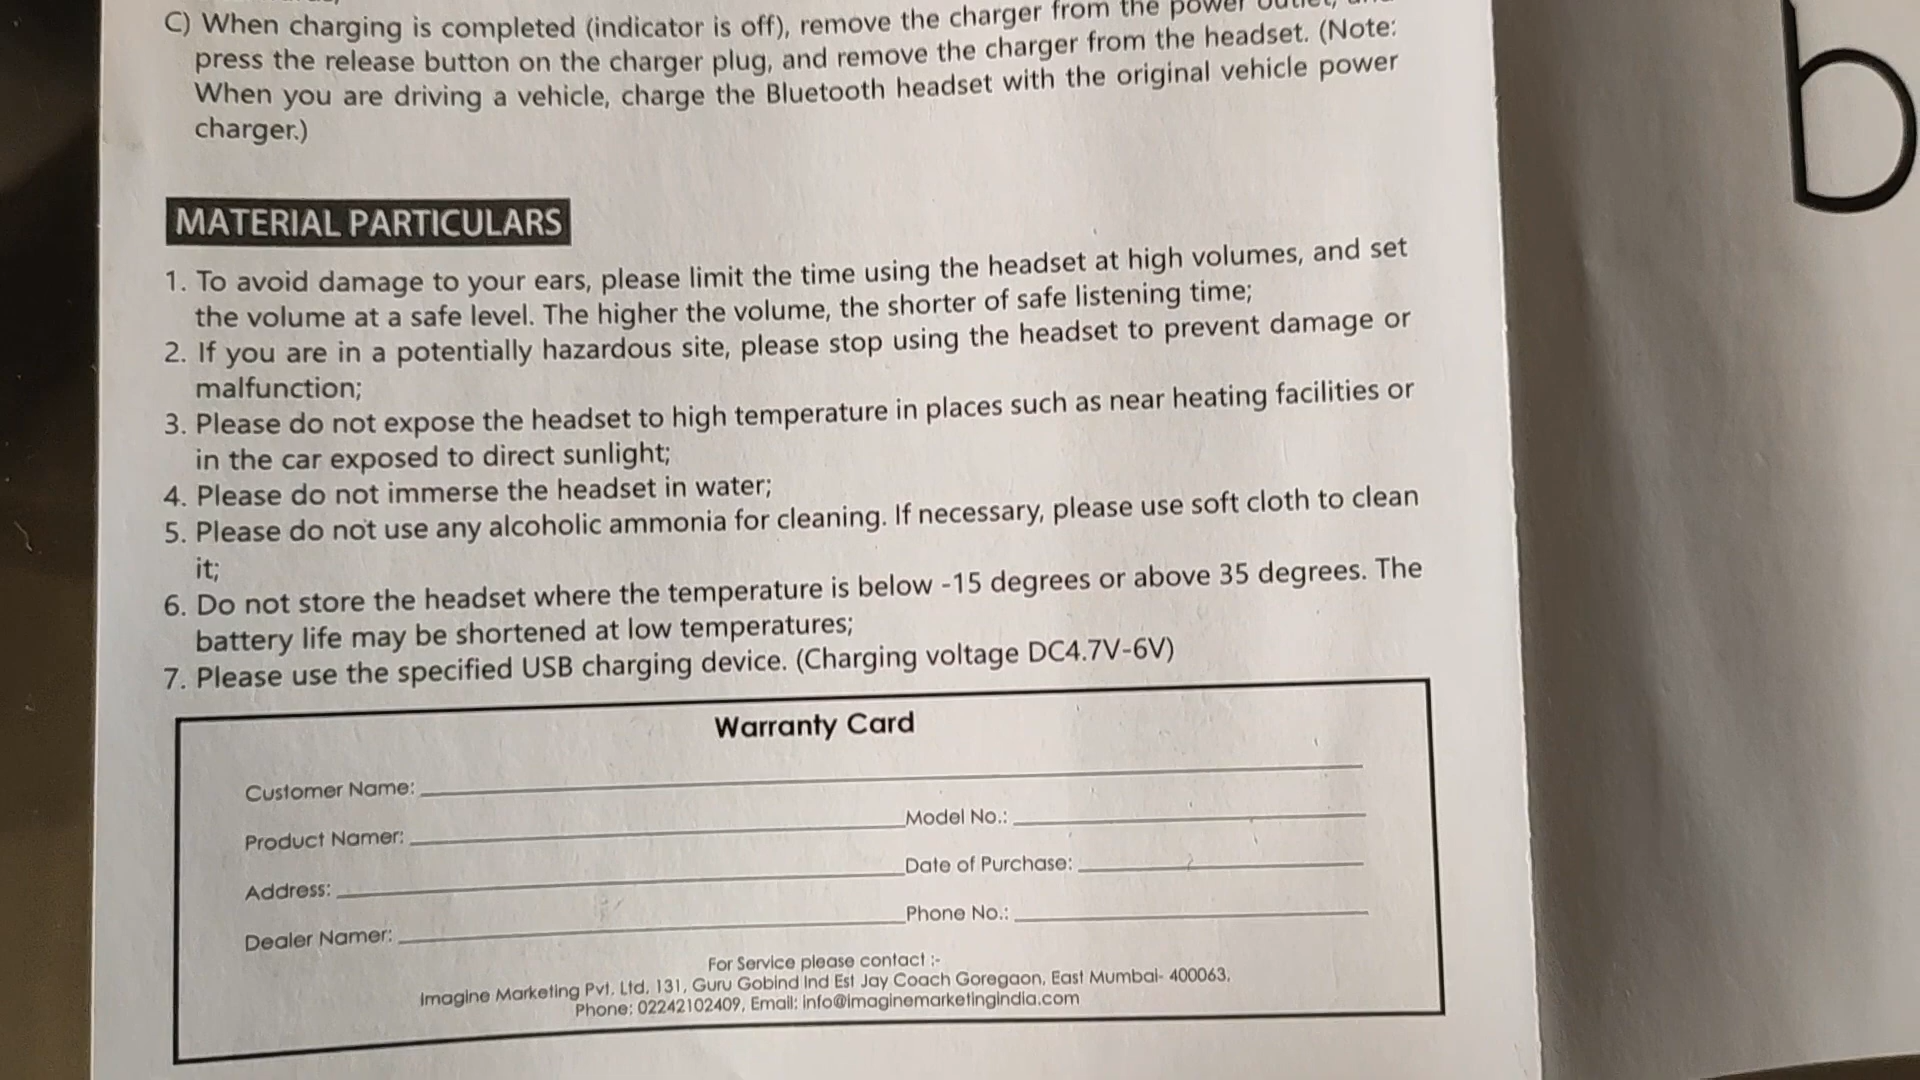 C) When charging is completed (indicator is off), remove the charger from the power outlet, and
press the release button on the charger plug, and remove the charger from the headset. (Note:
When you are driving a vehicle, charge the Bluetooth headset with the original vehicle power
charger.)
MATERIAL PARTICULARS
1. To avoid damage to your ears, please limit the time using the headset at high volumes, and set
the volume at a safe level. The higher the volume, the shorter of safe listening time;
2. If you are in a potentially hazardous site, please stop using the headset to prevent damage or
malfunction;
3. Please do not expose the headset to high temperature in places such as near heating facilities or
in the car exposed to direct sunlight;
4. Please do not immerse the headset in water;
5. Please do not use any alcoholic ammonia for cleaning. If necessary, please use soft cloth to clean
it;
6. Do not store the headset where the temperature is below -15 degrees or above 35 degrees. The
battery life may be shortened at low temperatures;
7. Please use the specified USB charging device. (Charging voltage DC4.7V-6V)
Warranty Card
Customer Name:
Product Namer: Model No.:
Address: Date of Purchase:
Dealer Namer: Phone No.:
For Service please contact :-
Imagine Marketing Pvt. Ltd, 131, Guru Gobind Ind Est Jay Coach Goregaon, East Mumbai- 400063,
Phone: 02242102409, Email: info@imaginemarketingindia.com
b